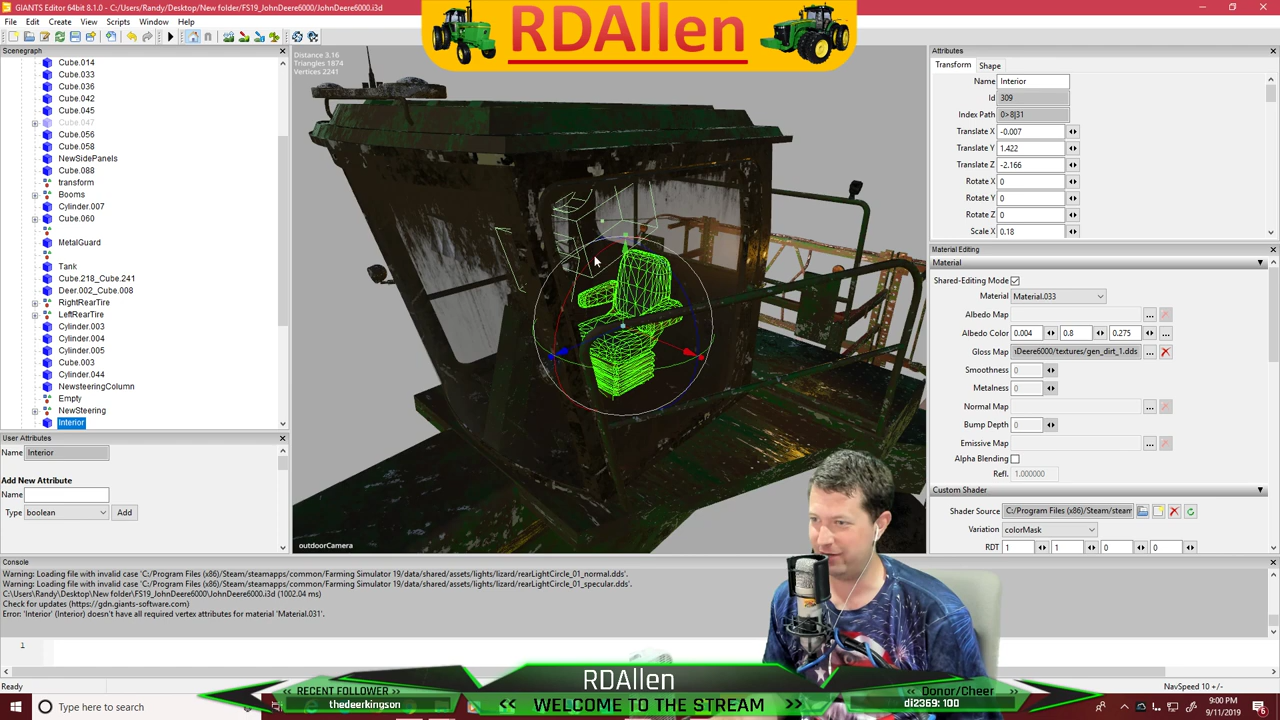 GIANTS Editor 64bit 8.1.0 - C:/Users/Randy/Desktop/New folder/FS19_JohnDeere6000/JohnDeere6000.i3d
File Edit Create View Scripts Window Help
RDAllen
Scenegraph
Cube.014
Cube.033
Cube.036
Cube.042
Cube.045
Cube.047
Cube.056
Cube.058
NewSidePanels
Cube.088
transform
Booms
Cylinder.007
Cube.060
MetalGuard
Tank
Cube.218_Cube.241
Deer.002_Cube.008
RightRearTire
LeftRearTire
Cylinder.003
Cylinder.004
Cylinder.005
Cube.003
Cylinder.044
NewsteeringColumn
Empty
NewSteering
Interior
User Attributes
Name Interior
Add New Attribute
Name
Type boolean Add
Distance 3.16
Triangles 1874
Vertices 2241
outdoorCamera
Attributes
Transform Shape
Name Interior
Id 309
Index Path 0>8|31
Translate X -0.007
Translate Y 1.422
Translate Z -2.166
Rotate X 0
Rotate Y 0
Rotate Z 0
Scale X 0.18
Material Editing
Material
Shared-Editing Mode
Material Material.033
Albedo Map ...
Albedo Color 0.004 0.8 0.275 ...
Gloss Map nDeere6000/textures/gen_dirt_1.dds ...
Smoothness 0
Metalness 0
Normal Map ...
Bump Depth 0
Emissive Map ...
Alpha Blending
Refl. 1.000000
Custom Shader
Shader Source C:/Program Files (x86)/Steam/steam
Variation colorMask
RDT 1 1 0 0
Console
Warning: Loading file with invalid case 'C:/Program Files (x86)/Steam/steamapps/common/Farming Simulator 19/data/shared/assets/lights/lizard/rearLightCircle_01_normal.dds'.
Warning: Loading file with invalid case 'C:/Program Files (x86)/Steam/steamapps/common/Farming Simulator 19/data/shared/assets/lights/lizard/rearLightCircle_01_specular.dds'.
C:\Users\Randy\Desktop\New folder\FS19_JohnDeere6000\JohnDeere6000.i3d (1002.04 ms)
Check for updates (https://gdn.giants-software.com)
Error: 'Interior' (Interior) doesn't have all required vertex attributes for material 'Material.031'.
1
Ready
NavSpeed 10 +/-
RDAllen
<< RECENT FOLLOWER >>
thedeerkingson
<< WELCOME TO THE STREAM >>
<< Donor/Cheer >>
di2369: 100
Type here to search
9:00 PM
9/11/2019